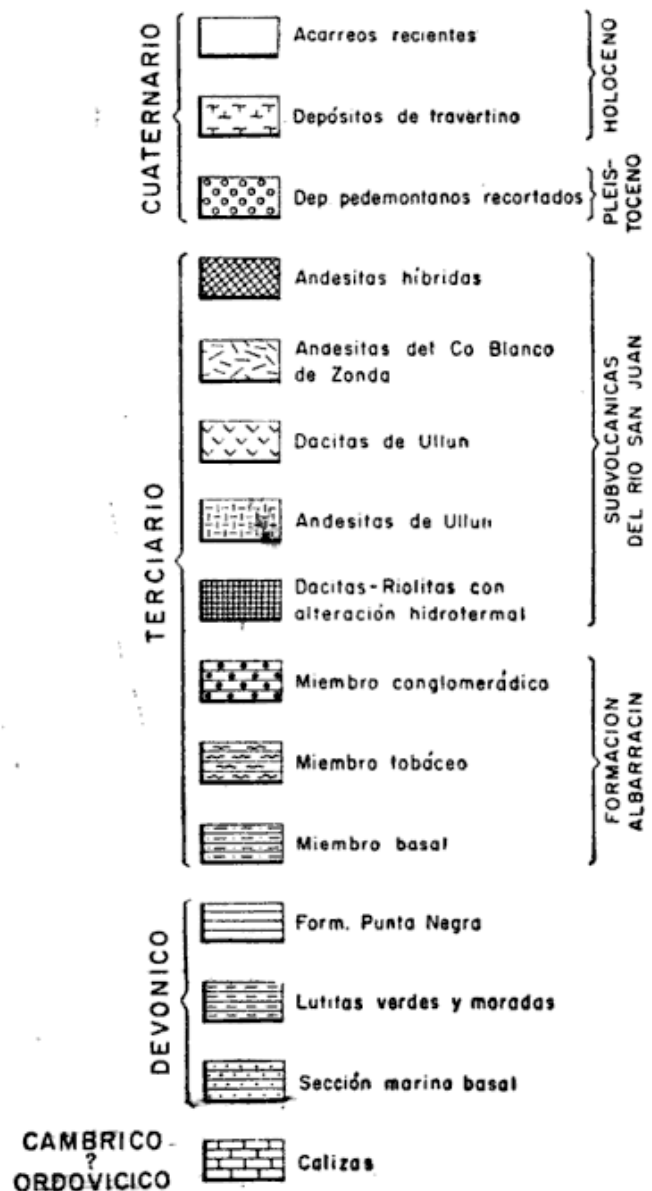 CUATERNARIO
Acarreos recientes
Depósitos de travertino
HOLOCENO
Dep. pedemontanos recortados
PLEIS-
TOCENO
TERCIARIO
Andesitas híbridas
Andesitas del Co Blanco
de Zonda
Dacitas de Ullun
Andesitas de Ullun
Dacitas-Riolitas con
alteración hidrotermal
SUBVOLCANICAS
DEL RIO SAN JUAN
Miembro conglomerádico
Miembro tobáceo
Miembro basal
FORMACION
ALBARRACIN
DEVONICO
Form. Punta Negra
Lutitas verdes y moradas
Sección marina basal
CAMBRICO
?
ORDOVICICO
Calizas